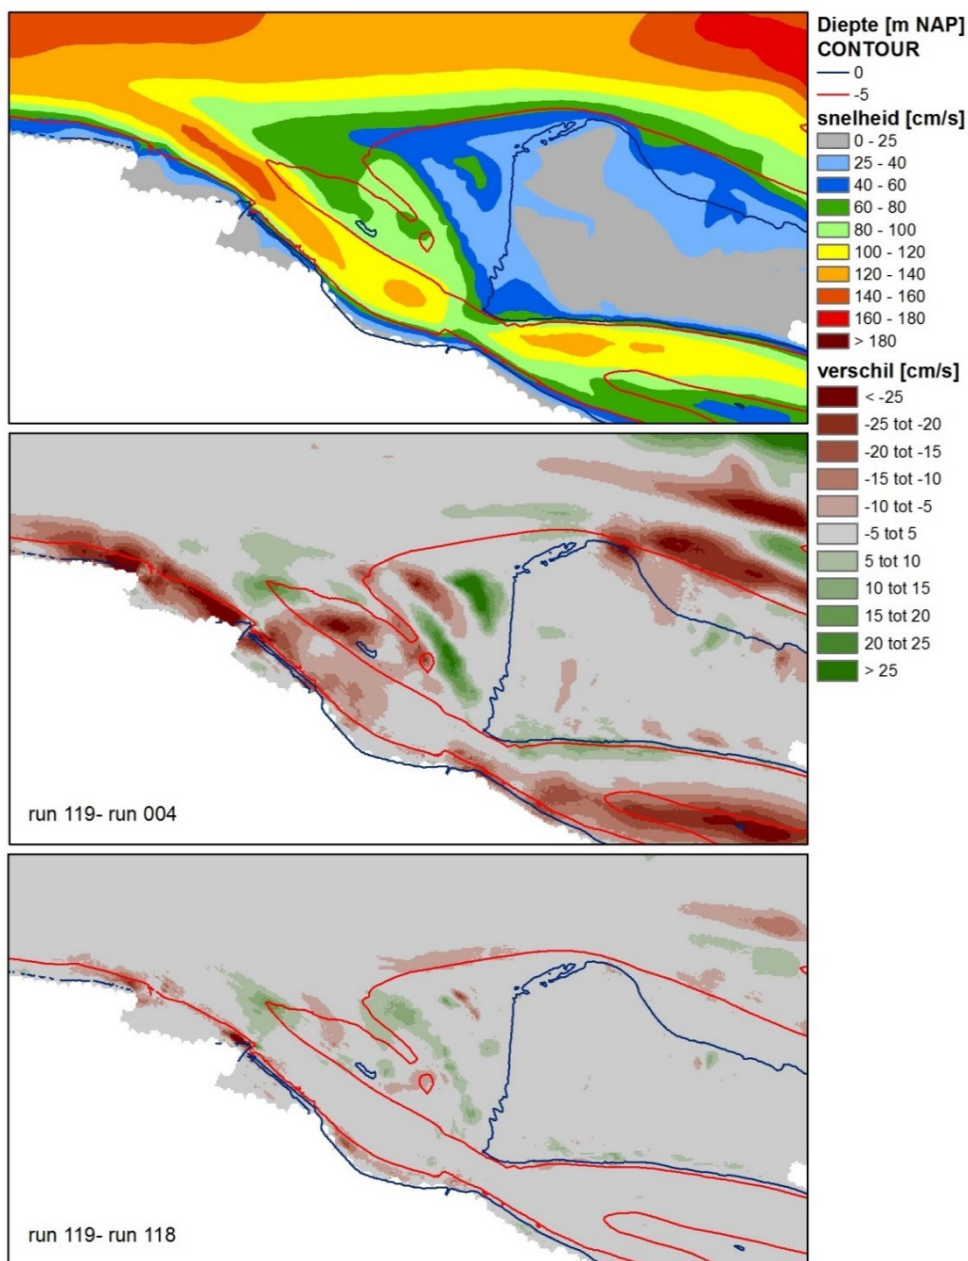 Diepte [m NAP]
CONTOUR
0
-5
snelheid [cm/s]
0 - 25
25 - 40
40 - 60
60 - 80
80 - 100
100 - 120
120 - 140
140 - 160
160 - 180
> 180
verschil [cm/s]
< -25
-25 tot -20
-20 tot -15
-15 tot -10
-10 tot -5
-5 tot 5
5 tot 10
10 tot 15
15 tot 20
20 tot 25
> 25
run 119- run 004
run 119- run 118